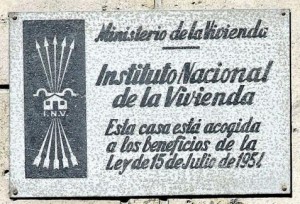 Ministerio de la Vivienda
Instituto Nacional
de la Vivienda
I.N.V.
Esta casa está acogida
a los beneficios de la
Ley de 15 de Julio de 1951